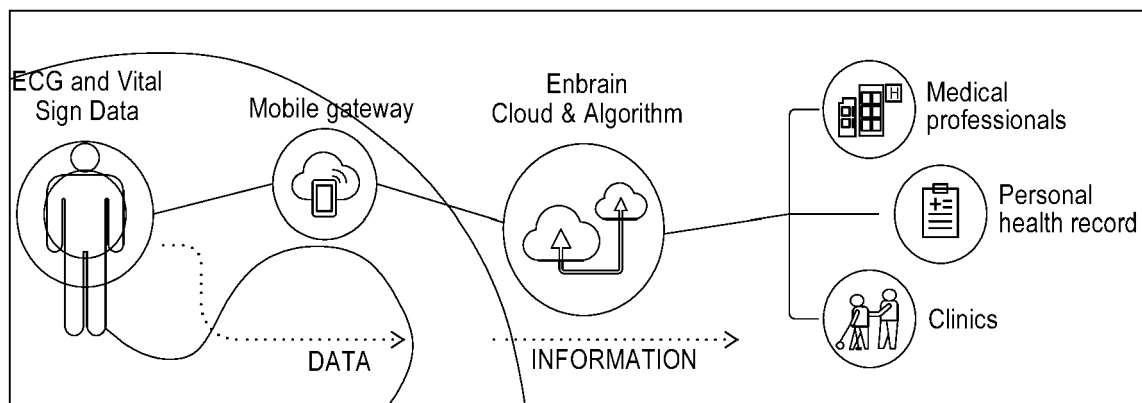 ECG and Vital
Sign Data
Mobile gateway
Enbrain
Cloud & Algorithm
H
Medical
professionals
Personal
health record
Clinics
DATA
INFORMATION